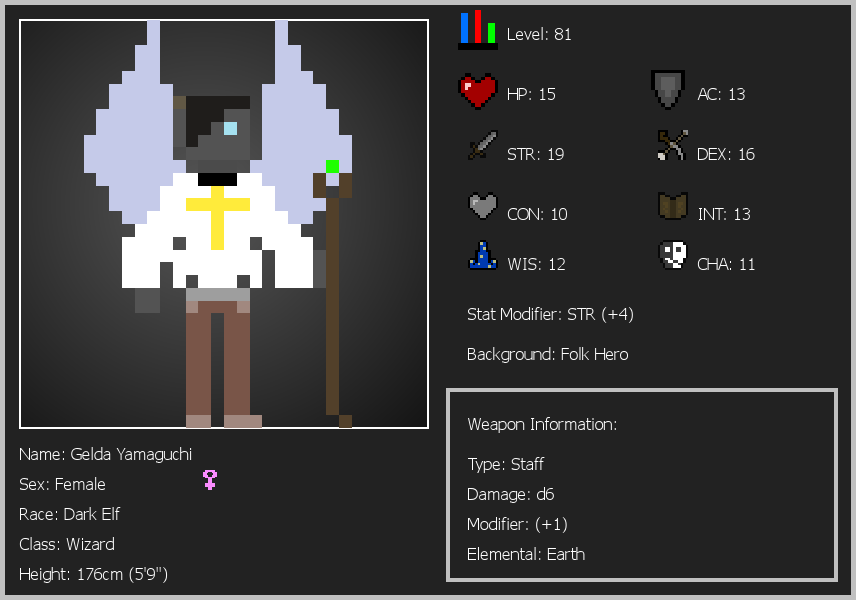 Level: 81
HP: 15
AC: 13
STR: 19
DEX: 16
CON: 10
INT: 13
WIS: 12
CHA: 11
Stat Modifier: STR (+4)
Background: Folk Hero
Weapon Information:
Type: Staff
Damage: d6
Modifier: (+1)
Elemental: Earth
Name: Gelda Yamaguchi
Sex: Female
Race: Dark Elf
Class: Wizard
Height: 176cm (5'9")